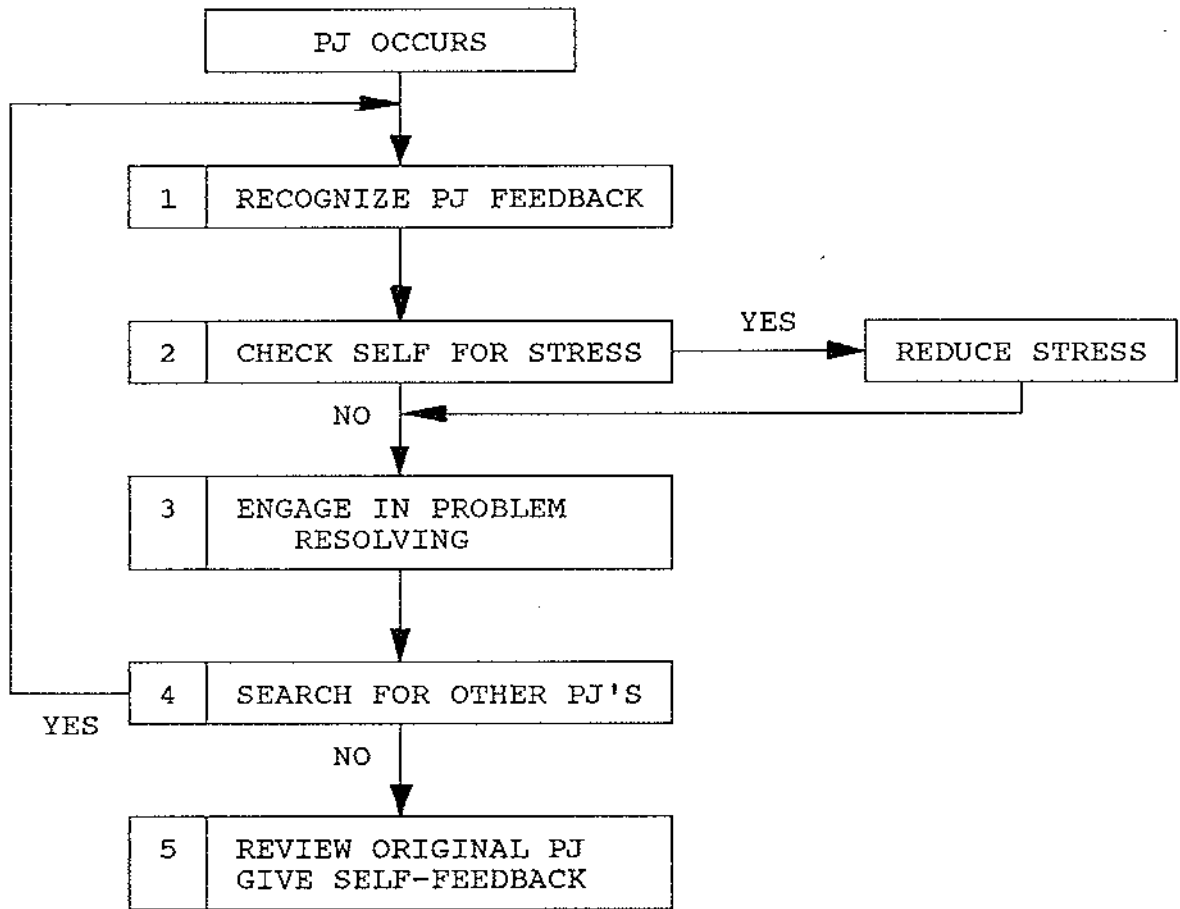 PJ OCCURS
1 RECOGNIZE PJ FEEDBACK
YES
2 CHECK SELF FOR STRESS
REDUCE STRESS
NO
3 ENGAGE IN PROBLEM
RESOLVING
4 SEARCH FOR OTHER PJ'S
YES
NO
5 REVIEW ORIGINAL PJ
GIVE SELF-FEEDBACK